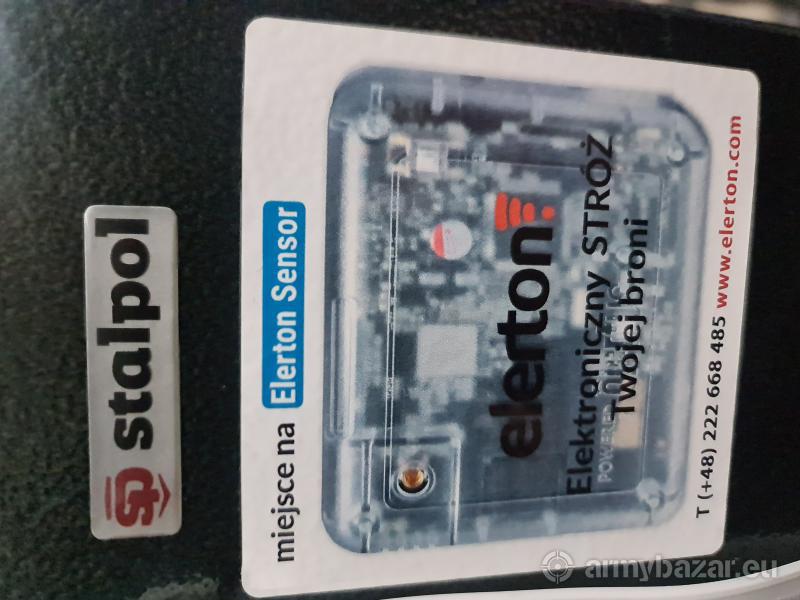 stalpol
miejsce na Elerton Sensor
elerton
Elektroniczny STRÓŻ
POWERED
Twojej broni
T (+48) 222 668 485 www.elerton.com
armybazar.eu